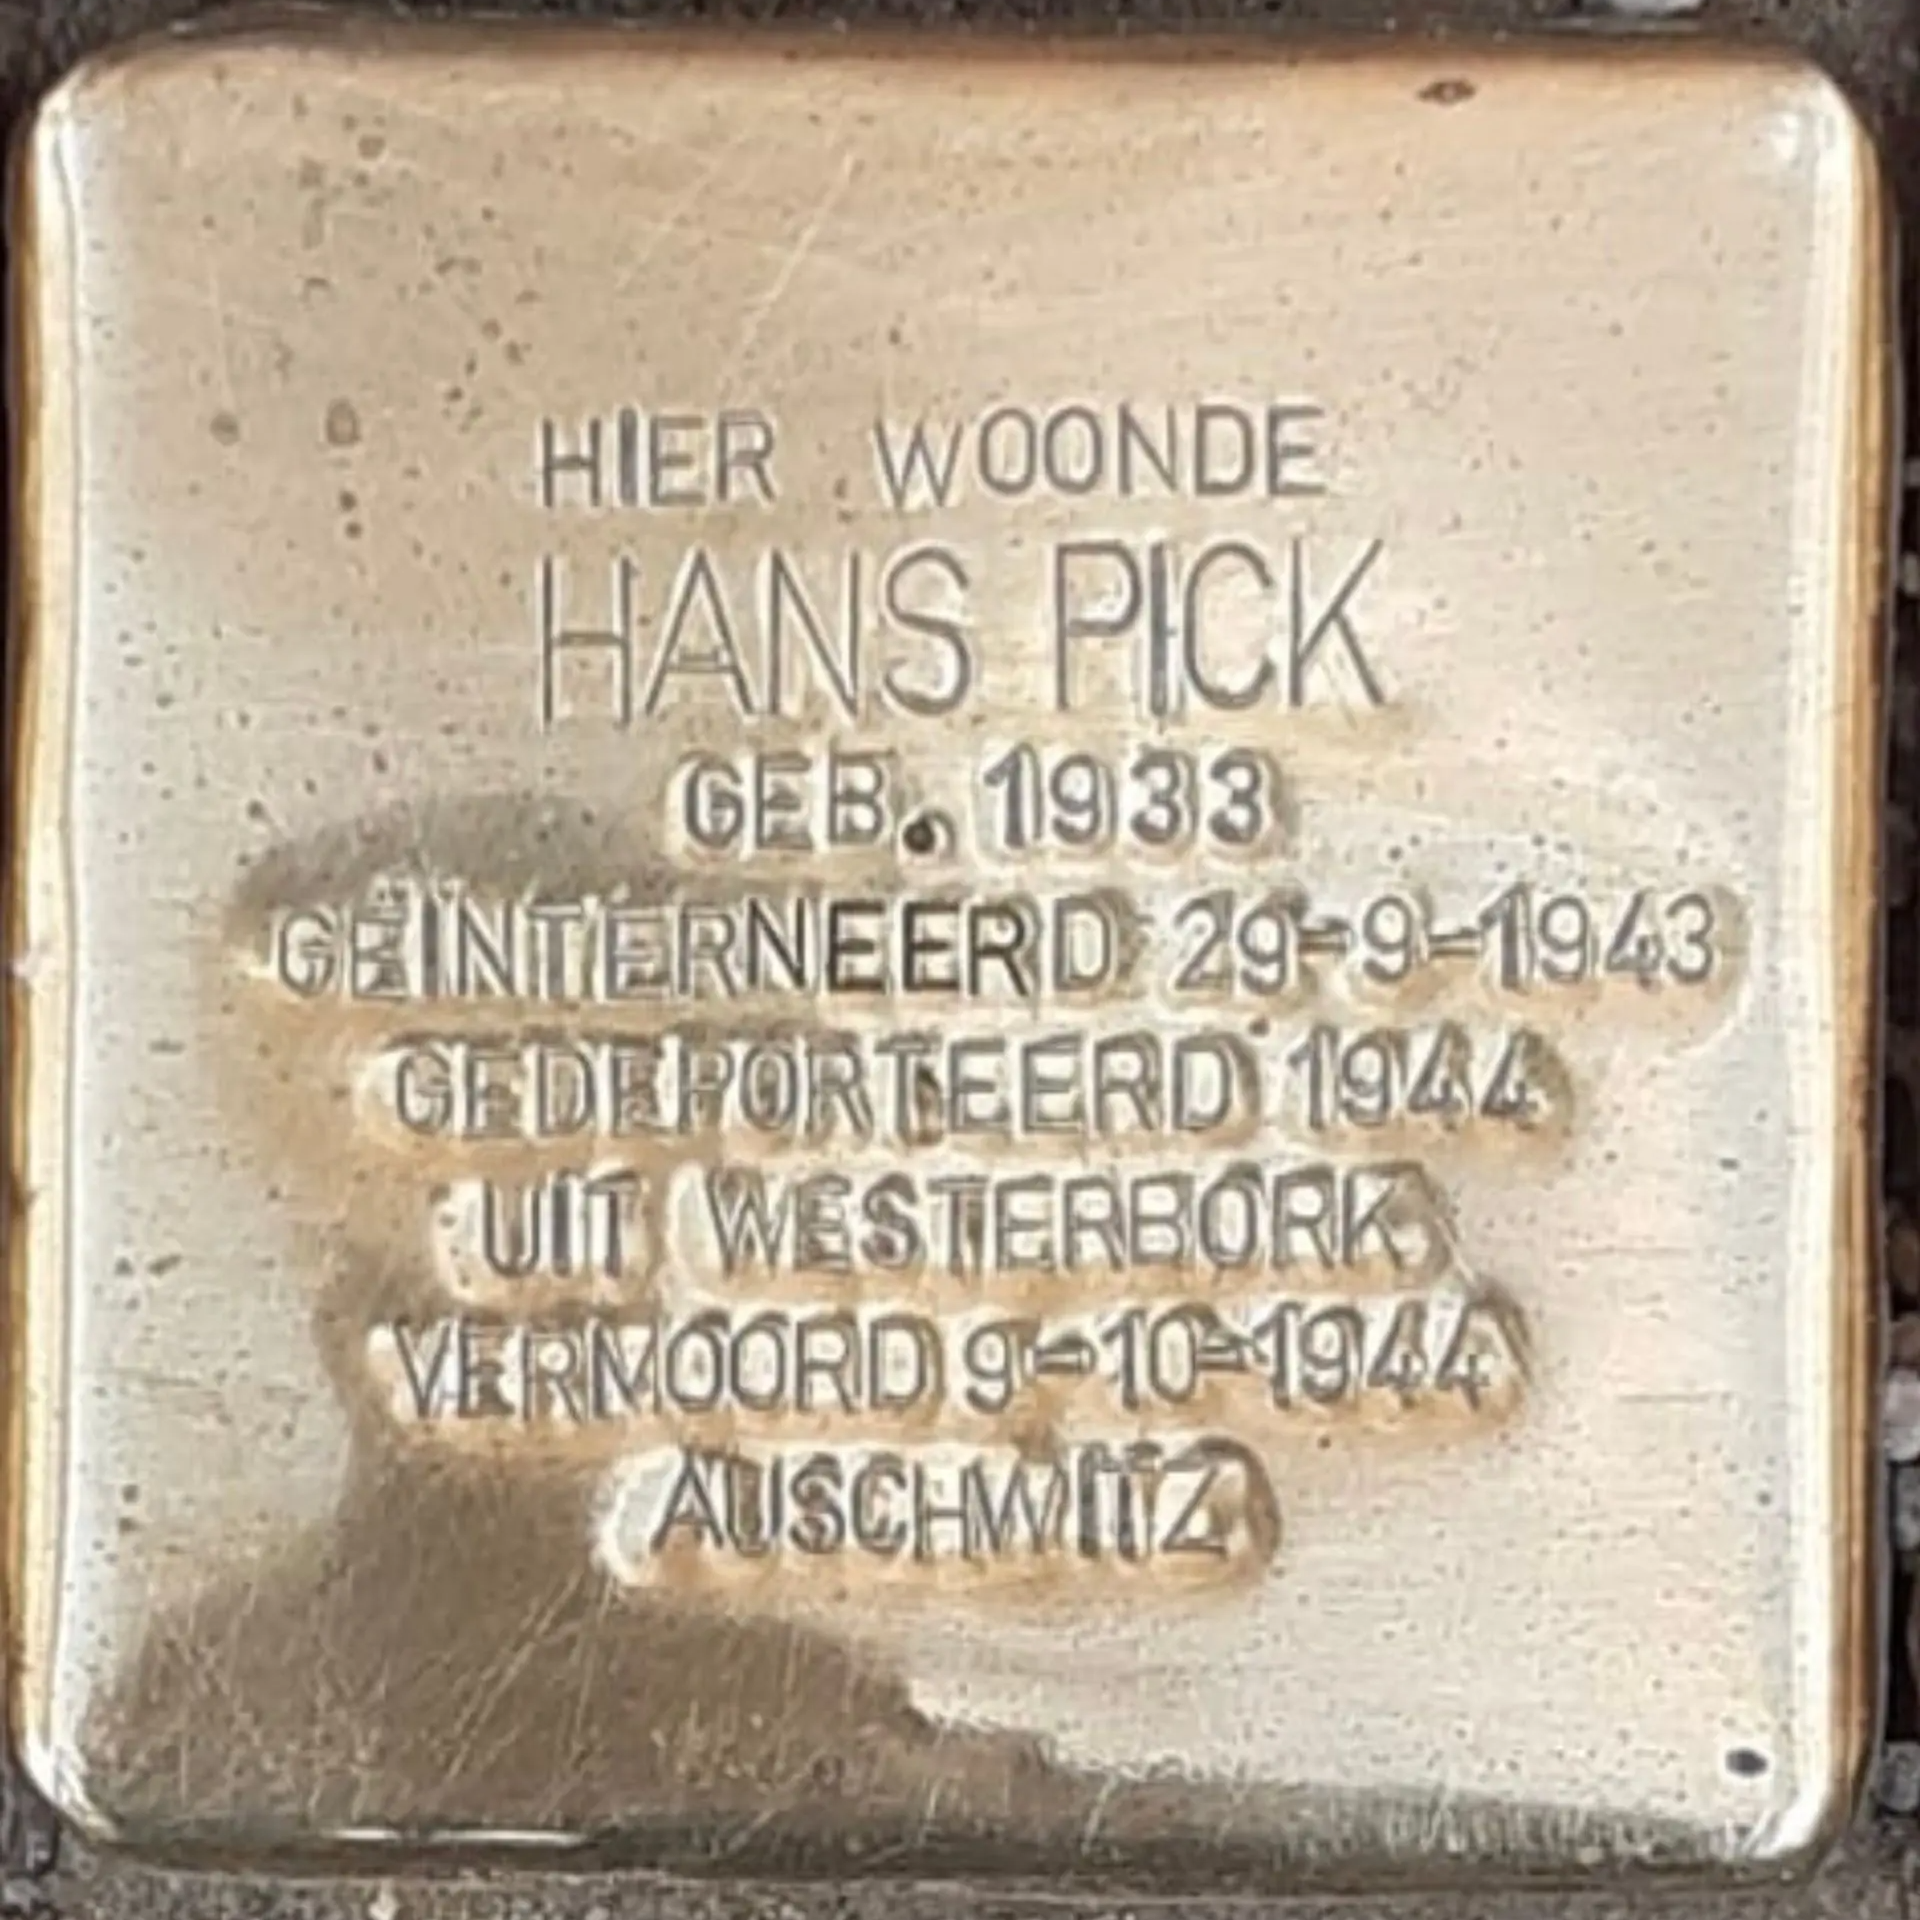 HIER WOONDE
HANS PICK
GEB. 1933
GEÏNTERNEERD 29-9-1943
GEDEPORTEERD 1944
UIT WESTERBORK
VERMOORD 9-10-1944
AUSCHWITZ